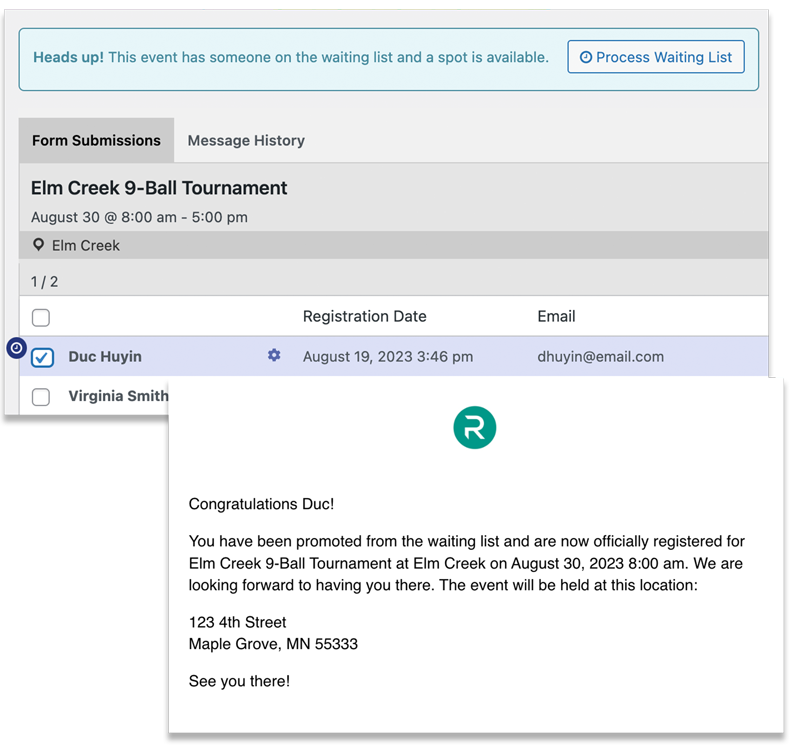 Heads up! This event has someone on the waiting list and a spot is available.
Process Waiting List
Form Submissions
Message History
Elm Creek 9-Ball Tournament
August 30 @ 8:00 am - 5:00 pm
Elm Creek
1 / 2
Registration Date
Email
Duc Huyin
August 19, 2023 3:46 pm
dhuyin@email.com
Virginia Smith
R
Congratulations Duc!
You have been promoted from the waiting list and are now officially registered for
Elm Creek 9-Ball Tournament at Elm Creek on August 30, 2023 8:00 am. We are
looking forward to having you there. The event will be held at this location:
123 4th Street
Maple Grove, MN 55333
See you there!